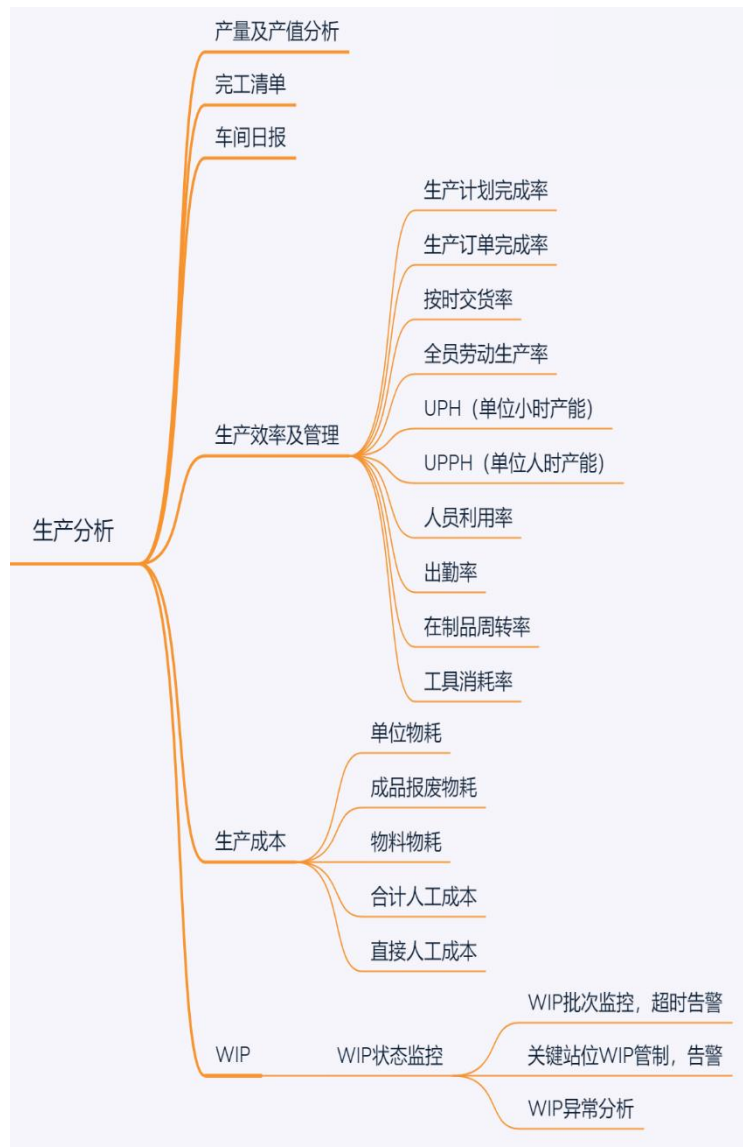 产量及产值分析
完工清单
车间日报
生产计划完成率
生产订单完成率
按时交货率
全员劳动生产率
UPH（单位小时产能）
生产效率及管理
UPPH（单位人时产能）
人员利用率
生产分析
出勤率
在制品周转率
工具消耗率
单位物耗
成品报废物耗
生产成本
物料物耗
合计人工成本
直接人工成本
WIP批次监控，超时告警
WIP
WIP状态监控
关键站位WIP管制，告警
WIP异常分析